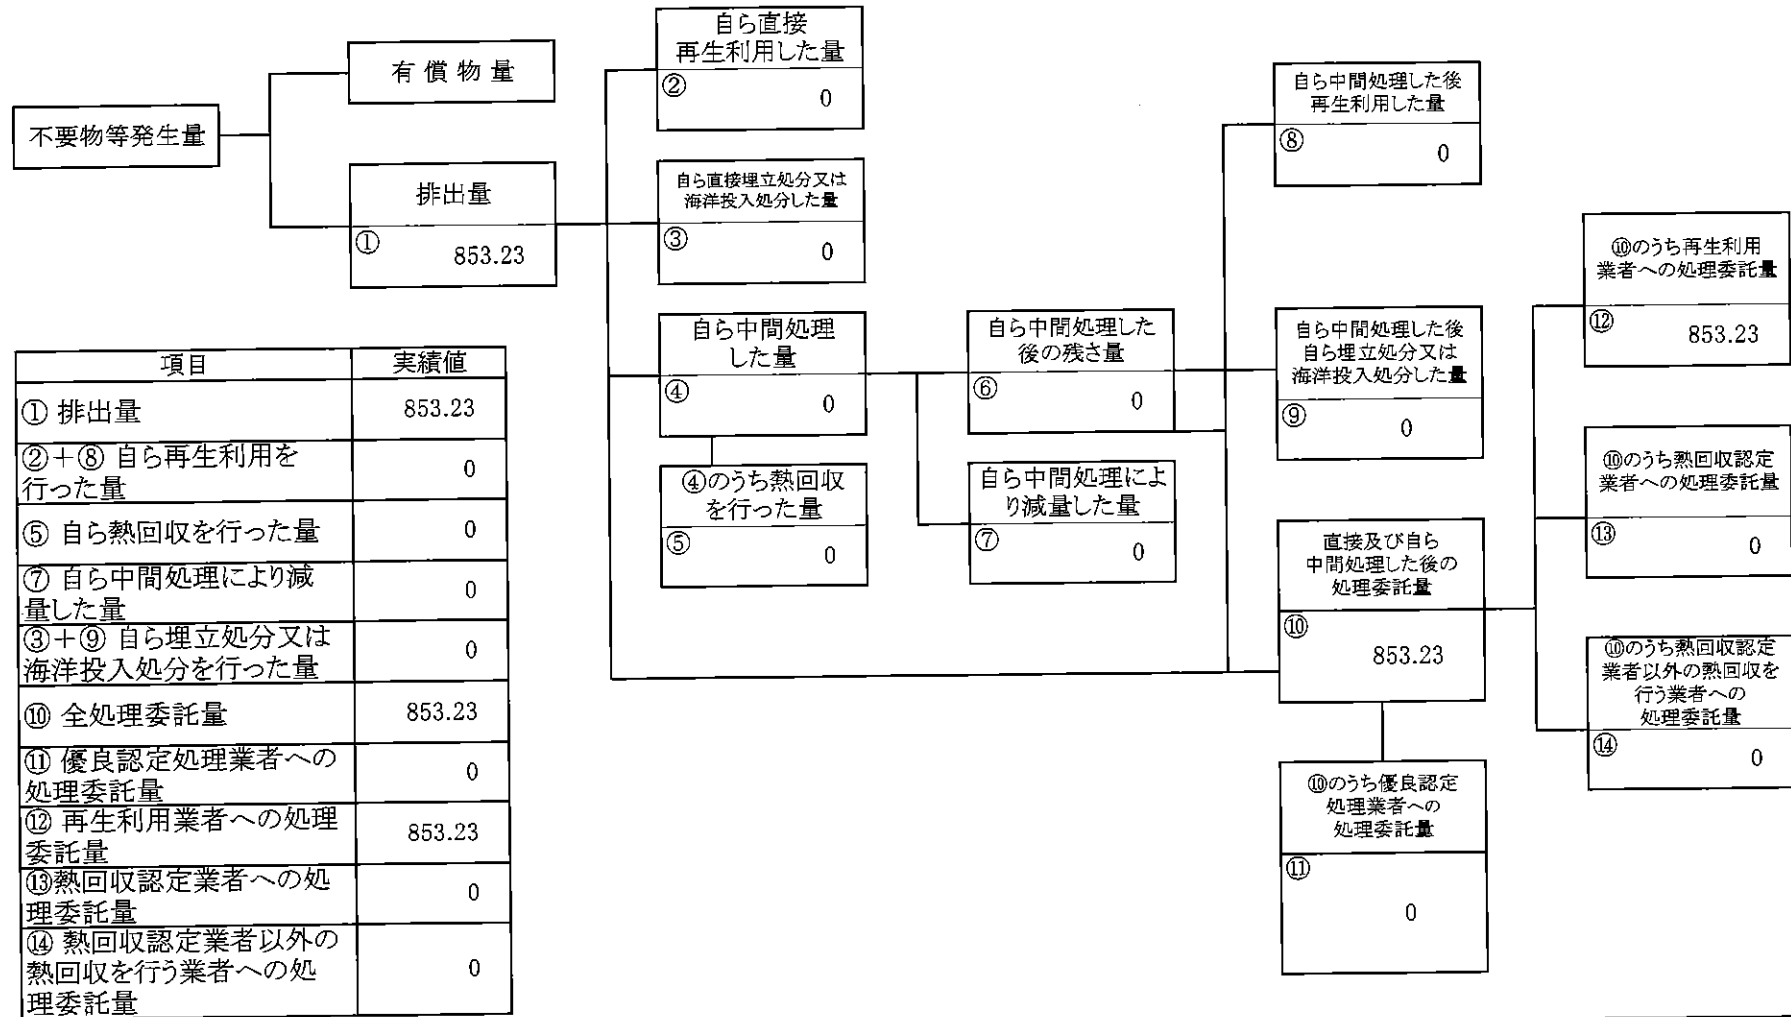 不要物等発生量
有償物量
排出量
①
853.23
自ら直接
再生利用した量
②
0
自ら直接埋立処分又は
海洋投入処分した量
③
0
自ら中間処理
した量
④
0
④のうち熱回収
を行った量
⑤
0
自ら中間処理した
後の残さ量
⑥
0
自ら中間処理によ
り減量した量
⑦
0
自ら中間処理した後
再生利用した量
⑧
0
自ら中間処理した後
自ら埋立処分又は
海洋投入処分した量
⑨
0
直接及び自ら
中間処理した後の
処理委託量
⑩
853.23
⑩のうち優良認定
処理業者への
処理委託量
⑪
0
⑩のうち再生利用
業者への処理委託量
⑫
853.23
⑩のうち熱回収認定
業者への処理委託量
⑬
0
⑩のうち熱回収認定
業者以外の熱回収を
行う業者への
処理委託量
⑭
0
項目 実績値
① 排出量 853.23
②＋⑧ 自ら再生利用を
行った量 0
⑤ 自ら熱回収を行った量 0
⑦ 自ら中間処理により減
量した量 0
③＋⑨ 自ら埋立処分又は
海洋投入処分を行った量 0
⑩ 全処理委託量 853.23
⑪ 優良認定処理業者への
処理委託量 0
⑫ 再生利用業者への処理
委託量 853.23
⑬熱回収認定業者への処
理委託量 0
⑭ 熱回収認定業者以外の
熱回収を行う業者への処
理委託量 0